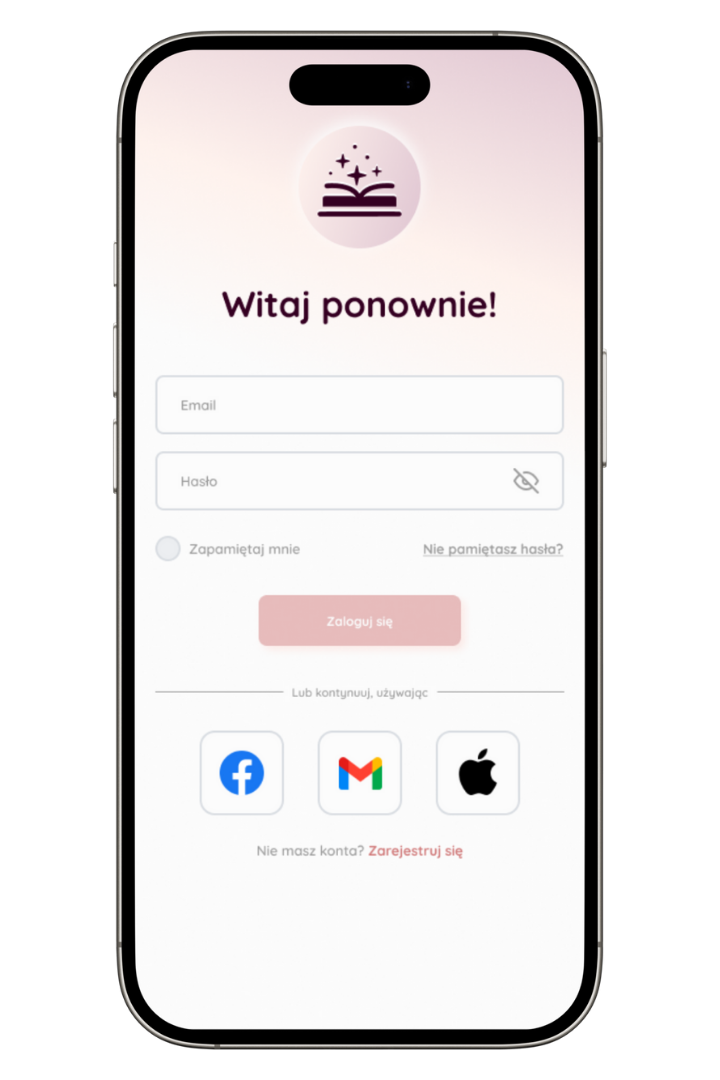 Witaj ponownie!
Email
Hasło
Zapamiętaj mnie
Nie pamiętasz hasła?
Zaloguj się
Lub kontynuuj, używając
Nie masz konta? Zarejestruj się